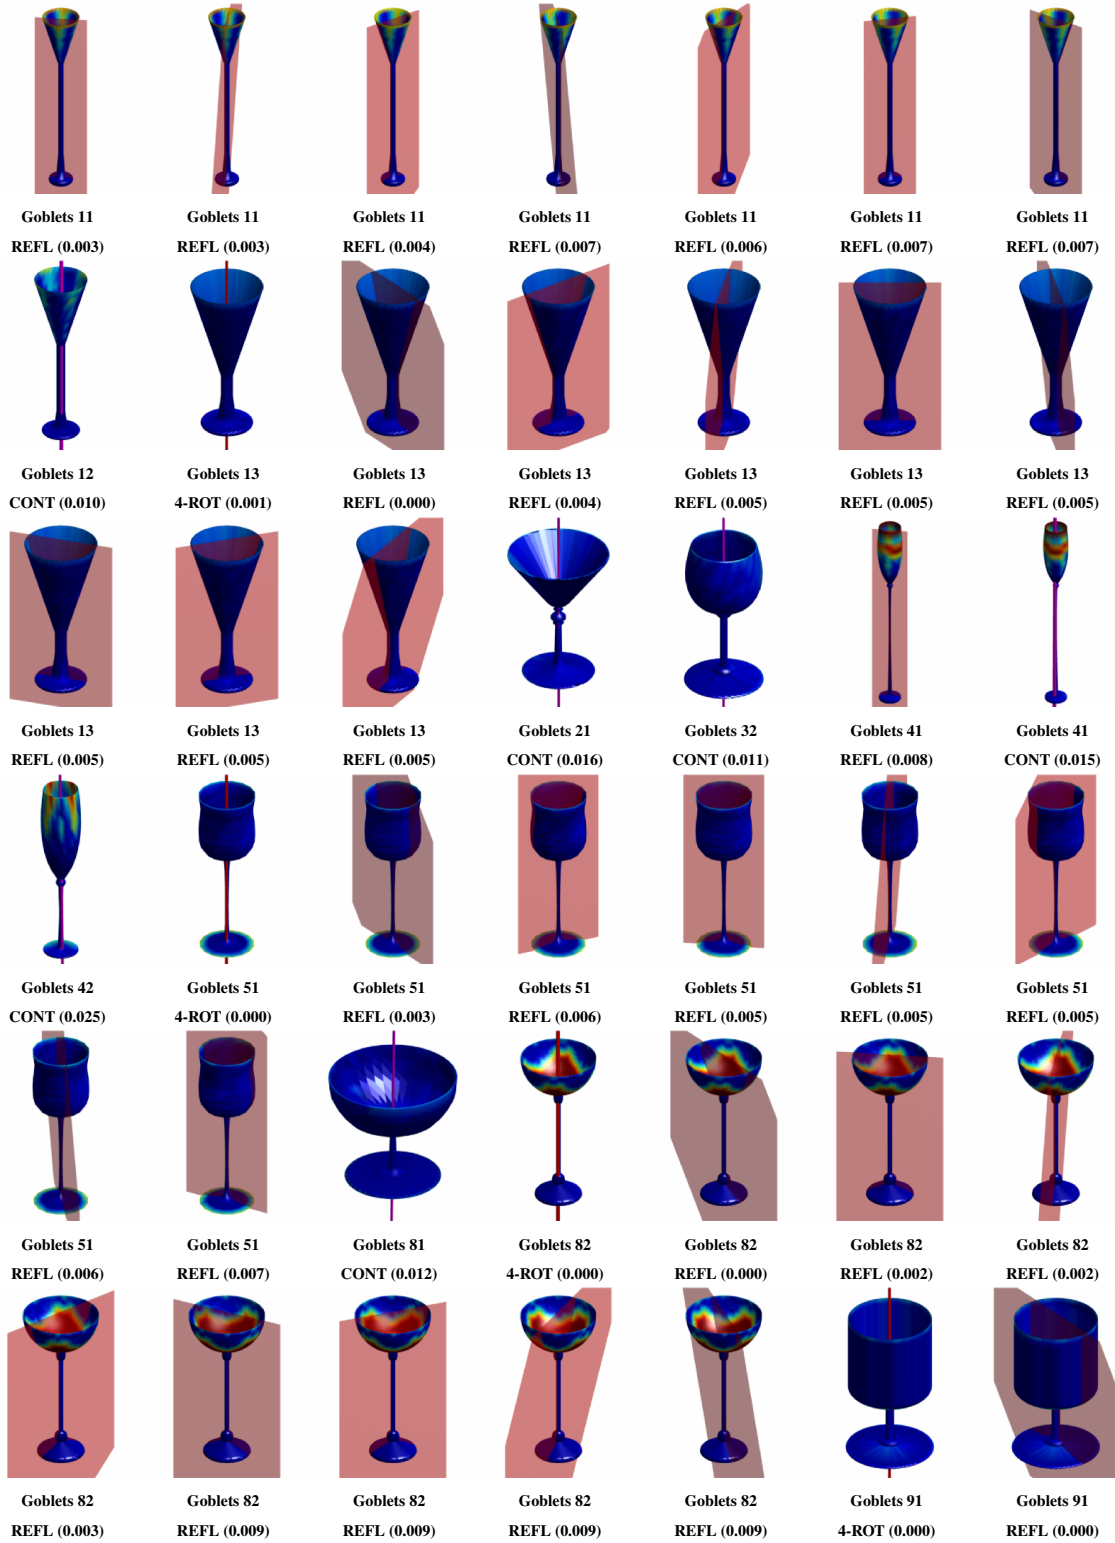 Goblets 11 Goblets 11 Goblets 11 Goblets 11 Goblets 11 Goblets 11 Goblets 11
REFL (0.003) REFL (0.003) REFL (0.004) REFL (0.007) REFL (0.006) REFL (0.007) REFL (0.007)
Goblets 12 Goblets 13 Goblets 13 Goblets 13 Goblets 13 Goblets 13 Goblets 13
CONT (0.010) 4-ROT (0.001) REFL (0.000) REFL (0.004) REFL (0.005) REFL (0.005) REFL (0.005)
Goblets 13 Goblets 13 Goblets 13 Goblets 21 Goblets 32 Goblets 41 Goblets 41
REFL (0.005) REFL (0.005) REFL (0.005) CONT (0.016) CONT (0.011) REFL (0.008) CONT (0.015)
Goblets 42 Goblets 51 Goblets 51 Goblets 51 Goblets 51 Goblets 51 Goblets 51
CONT (0.025) 4-ROT (0.000) REFL (0.003) REFL (0.006) REFL (0.005) REFL (0.005) REFL (0.005)
Goblets 51 Goblets 51 Goblets 81 Goblets 82 Goblets 82 Goblets 82 Goblets 82
REFL (0.006) REFL (0.007) CONT (0.012) 4-ROT (0.000) REFL (0.000) REFL (0.002) REFL (0.002)
Goblets 82 Goblets 82 Goblets 82 Goblets 82 Goblets 82 Goblets 91 Goblets 91
REFL (0.003) REFL (0.009) REFL (0.009) REFL (0.009) REFL (0.009) 4-ROT (0.000) REFL (0.000)